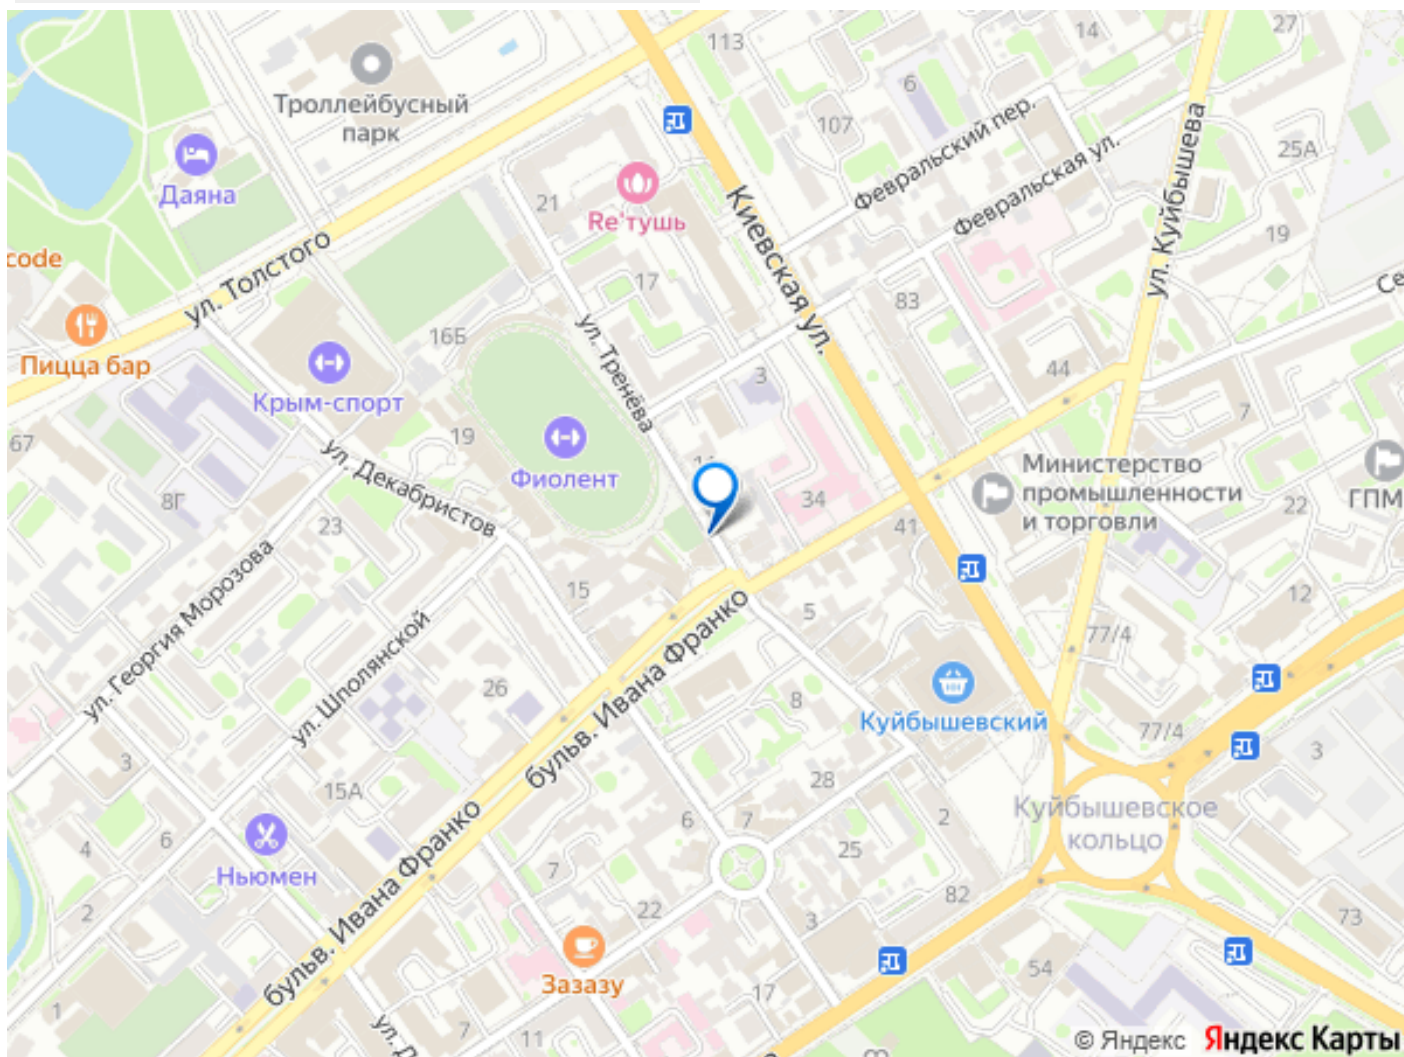 113
14
27
Троллейбусный
парк
6
107
Февральский пер.
Февральская ул.
ул. Куйбышева
25А
Даяна
21
Re'тушь
Киевская ул.
19
code
ул. Толстого
17
83
Се
16Б
ул. Тренёва
Пицца бар
Крым-спорт
3
44
7
67
19
Фиолент
ул. Декабристов
8Г
23
34
41
Министерство
промышленности
и торговли
22
ГПМ
ул. Георгия Морозова
15
5
12
77/4
ул. Шполянской
26
бульв. Ивана Франко
8
Куйбышевский
77/4
3
3
15А
28
Куйбышевское
кольцо
6
7
2
4
6
Ньюмен
бульв. Ивана Франко
7
25
82
2
22
3
73
Зазазу
54
1
17
ул. Д
7
11
© Яндекс Яндекс Карты